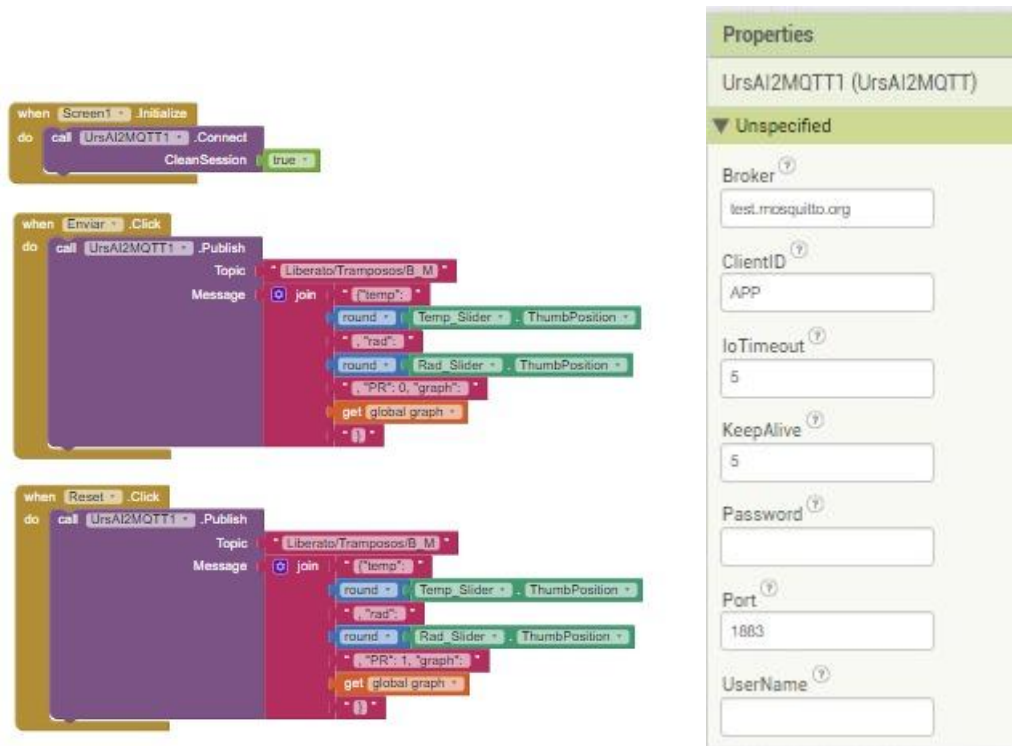 when Screen1 .Initialize
do call UrsAI2MQTT1 .Connect
CleanSession true
when Enviar .Click
do call UrsAI2MQTT1 .Publish
Topic " Liberato/Tramposos/B_M "
Message join " {"temp": "
round Temp_Slider . ThumbPosition
" , "rad": "
round Rad_Slider . ThumbPosition
" , "PR": 0, "graph": "
get global graph
" } "
when Reset .Click
do call UrsAI2MQTT1 .Publish
Topic " Liberato/Tramposos/B_M "
Message join " {"temp": "
round Temp_Slider . ThumbPosition
" , "rad": "
round Rad_Slider . ThumbPosition
" , "PR": 1, "graph": "
get global graph
" } "
Properties
UrsAI2MQTT1 (UrsAI2MQTT)
Unspecified
Broker ?
test.mosquitto.org
ClientID ?
APP
IoTimeout ?
5
KeepAlive ?
5
Password ?
Port ?
1883
UserName ?